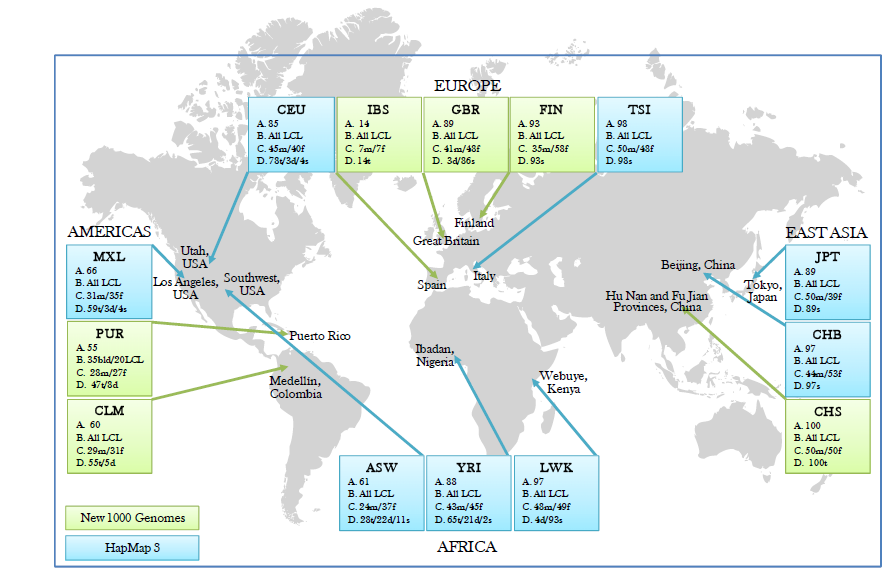 EUROPE
CEU
A. 85
B. All LCL
C. 45m/40f
D. 78t/3d/4s
IBS
A. 14
B. All LCL
C. 7m/7f
D. 14s
GBR
A. 89
B. All LCL
C. 41m/48f
D. 3d/86s
FIN
A. 93
B. All LCL
C. 35m/58f
D. 93s
TSI
A. 98
B. All LCL
C. 50m/48f
D. 98s
AMERICAS
MXL
A. 66
B. All LCL
C. 31m/35f
D. 59t/3d/4s
PUR
A. 55
B. 35bld/20LCL
C. 28m/27f
D. 47t/8d
CLM
A. 60
B. All LCL
C. 29m/31f
D. 55t/5d
Utah,
USA
Los Angeles,
USA
Southwest,
USA
Puerto Rico
Medellin,
Colombia
Finland
Great Britain
Spain
Italy
Ibadan,
Nigeria
Webuye,
Kenya
Beijing, China
Hu Nan and Fu Jian
Provinces, China
Tokyo,
Japan
EAST ASIA
JPT
A. 89
B. All LCL
C. 50m/39f
D. 89s
CHB
A. 97
B. All LCL
C. 44m/53f
D. 97s
CHS
A. 100
B. All LCL
C. 50m/50f
D. 100t
ASW
A. 61
B. All LCL
C. 24m/37f
D. 28t/22d/11s
YRI
A. 88
B. All LCL
C. 43m/45f
D. 65t/21d/2s
LWK
A. 97
B. All LCL
C. 48m/49f
D. 4d/93s
AFRICA
New 1000 Genomes
HapMap 3